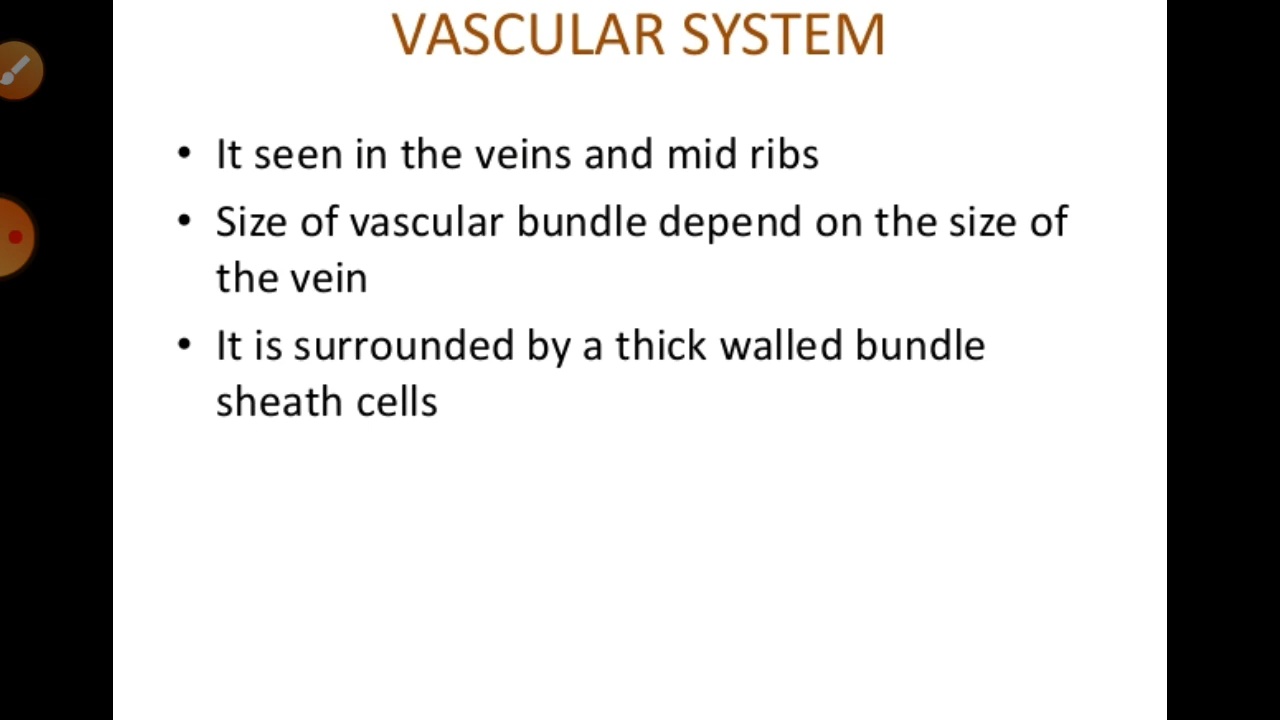 VASCULAR SYSTEM
• It seen in the veins and mid ribs
• Size of vascular bundle depend on the size of
the vein
• It is surrounded by a thick walled bundle
sheath cells